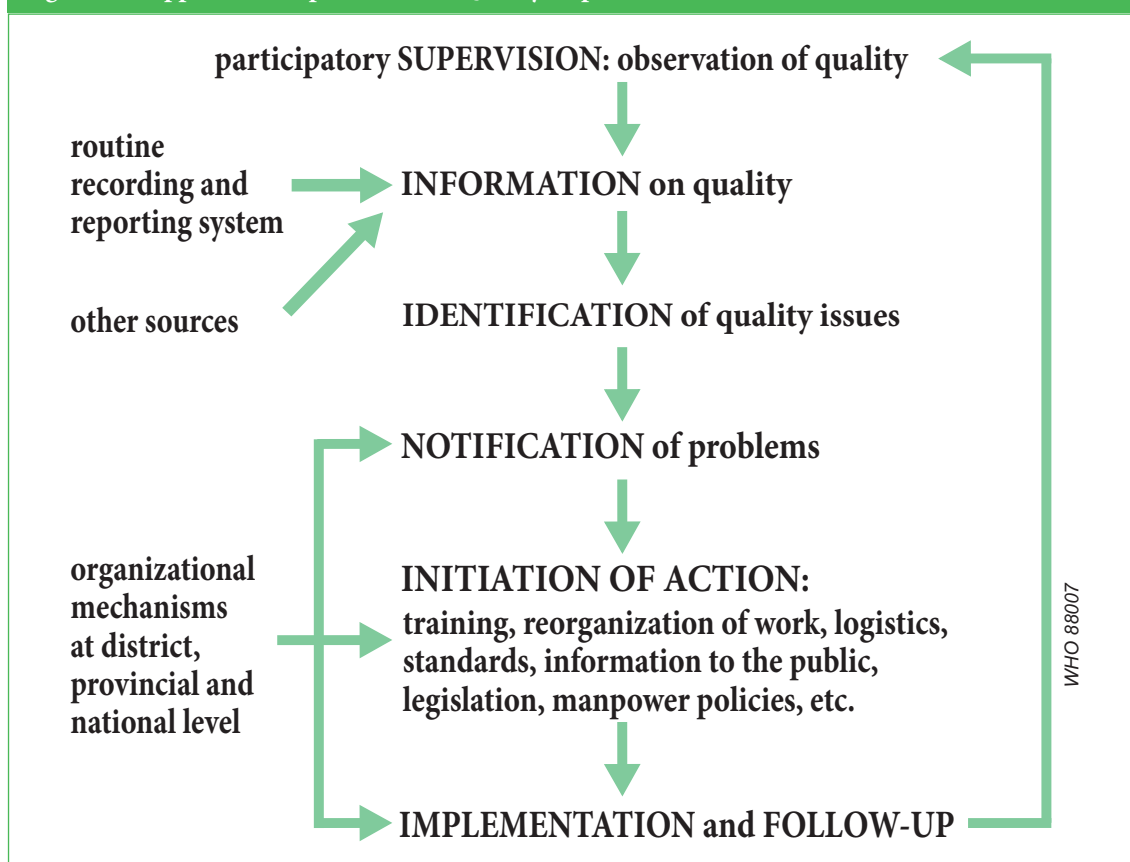 participatory SUPERVISION: observation of quality
routine
recording and
reporting system
INFORMATION on quality
other sources
IDENTIFICATION of quality issues
NOTIFICATION of problems
organizational
mechanisms
at district,
provincial and
national level
INITIATION OF ACTION:
training, reorganization of work, logistics,
standards, information to the public,
legislation, manpower policies, etc.
IMPLEMENTATION and FOLLOW-UP
WHO 88007